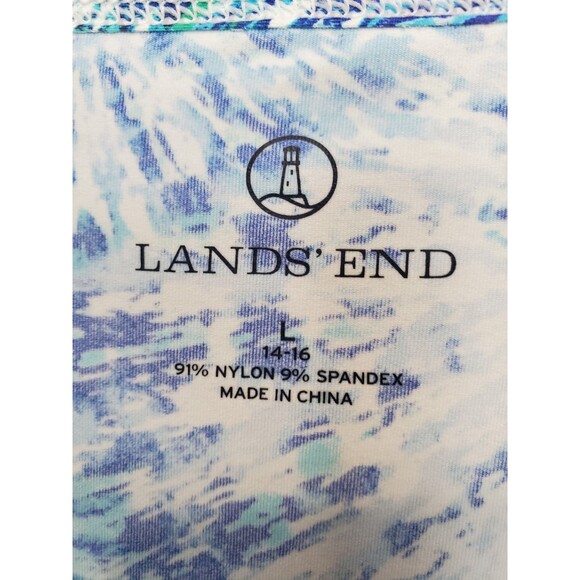 LANDS' END
L
14-16
91% NYLON 9% SPANDEX
MADE IN CHINA